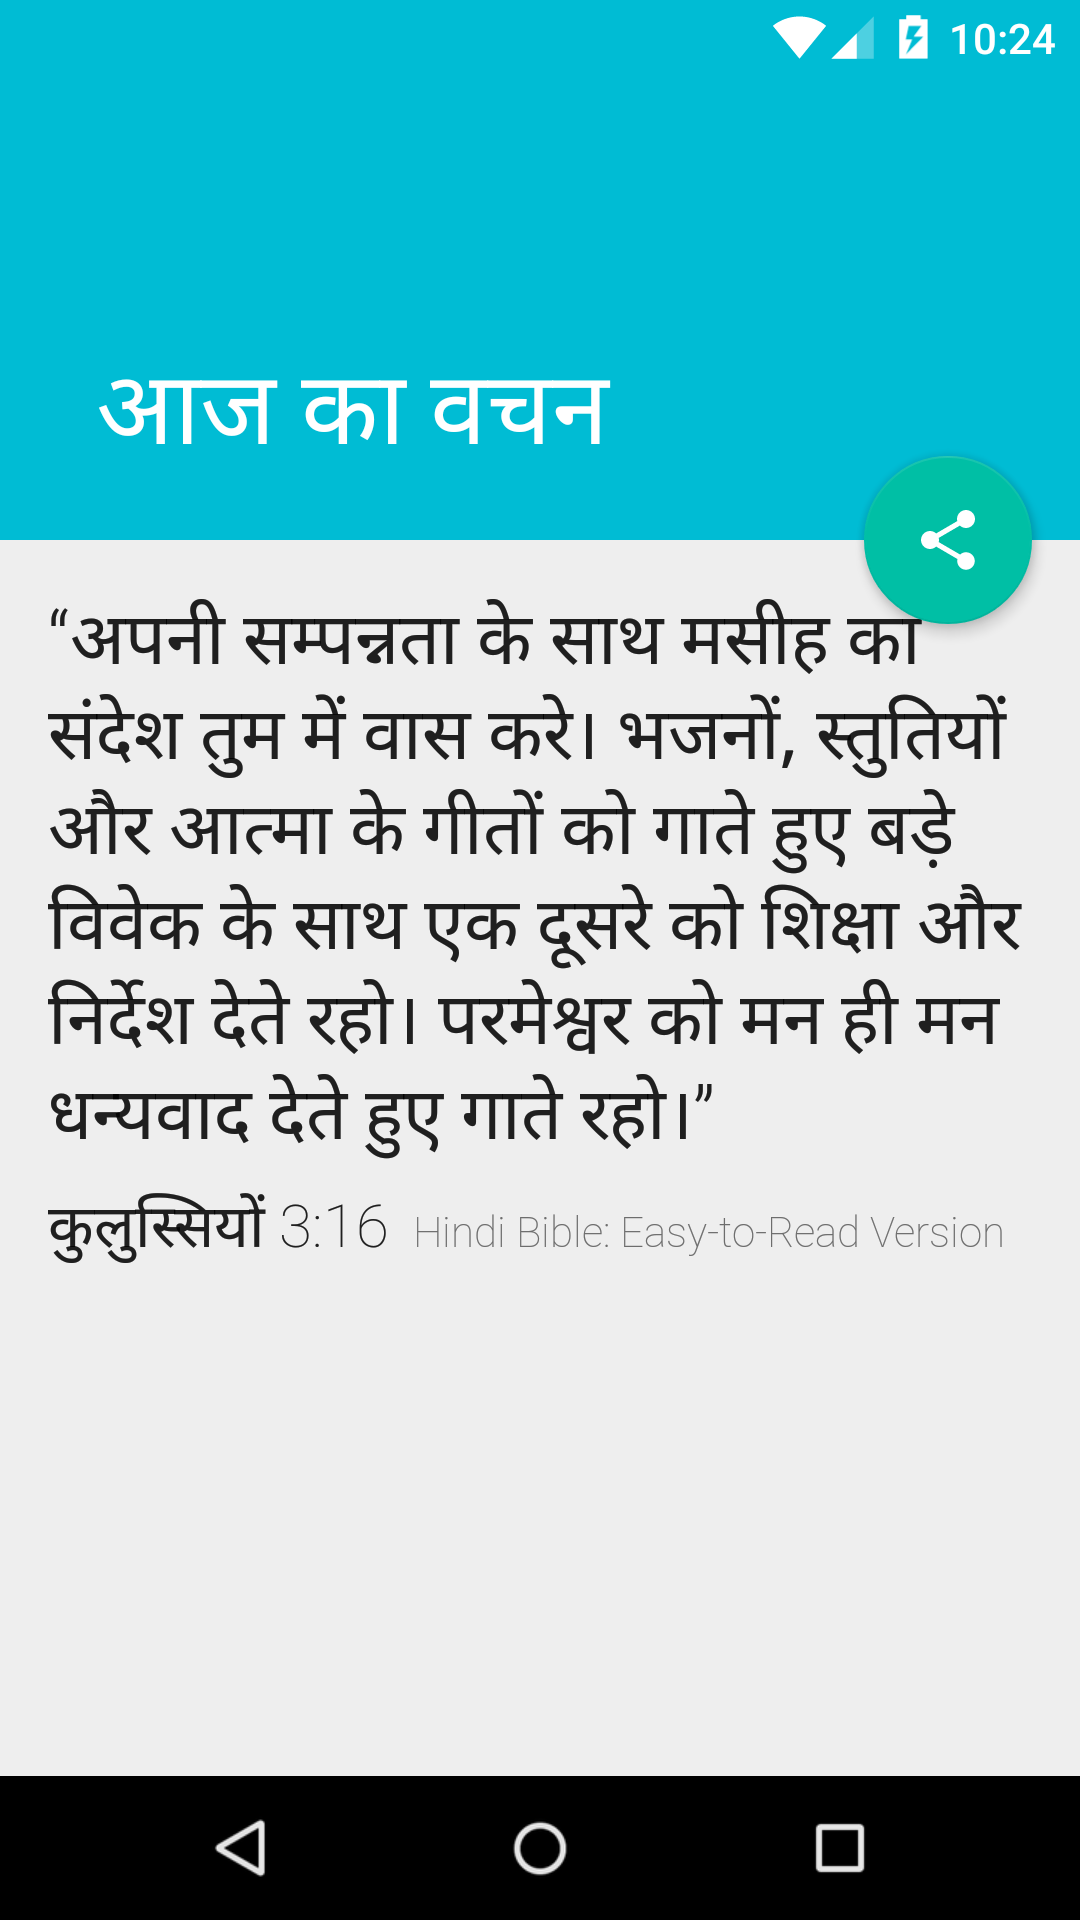 10:24
आज का वचन
“अपनी सम्पन्नता के साथ मसीह का
संदेश तुम में वास करे। भजनों, स्तुतियों
और आत्मा के गीतों को गाते हुए बड़े
विवेक के साथ एक दूसरे को शिक्षा और
निर्देश देते रहो। परमेश्वर को मन ही मन
धन्यवाद देते हुए गाते रहो।”
कुलुस्सियों 3:16 Hindi Bible: Easy-to-Read Version